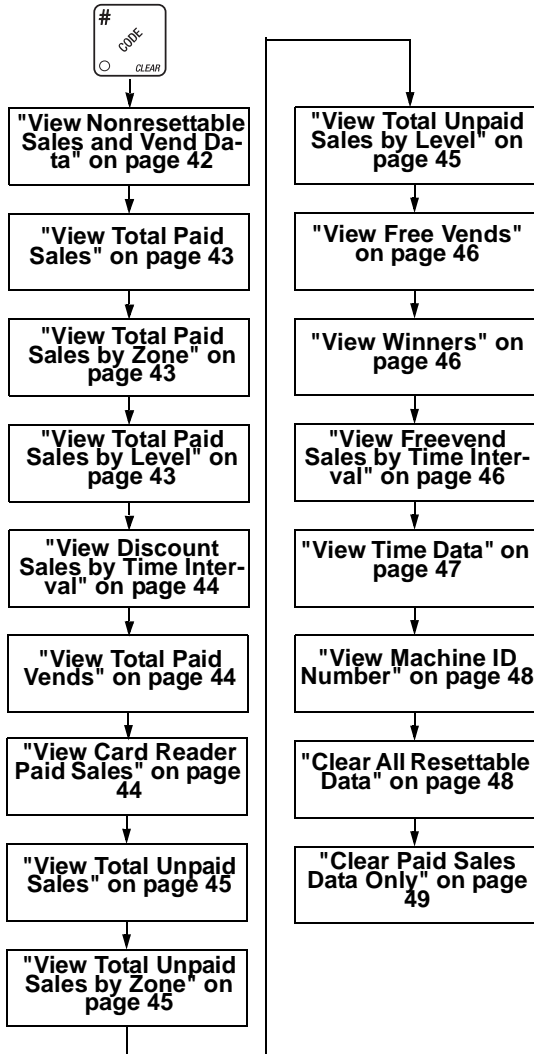 #
CODE
CLEAR
"View Nonresettable
Sales and Vend Da-
ta" on page 42
"View Total Paid
Sales" on page 43
"View Total Paid
Sales by Zone" on
page 43
"View Total Paid
Sales by Level" on
page 43
"View Discount
Sales by Time Inter-
val" on page 44
"View Total Paid
Vends" on page 44
"View Card Reader
Paid Sales" on page
44
"View Total Unpaid
Sales" on page 45
"View Total Unpaid
Sales by Zone" on
page 45
"View Total Unpaid
Sales by Level" on
page 45
"View Free Vends"
on page 46
"View Winners" on
page 46
"View Freevend
Sales by Time Inter-
val" on page 46
"View Time Data" on
page 47
"View Machine ID
Number" on page 48
"Clear All Resettable
Data" on page 48
"Clear Paid Sales
Data Only" on page
49